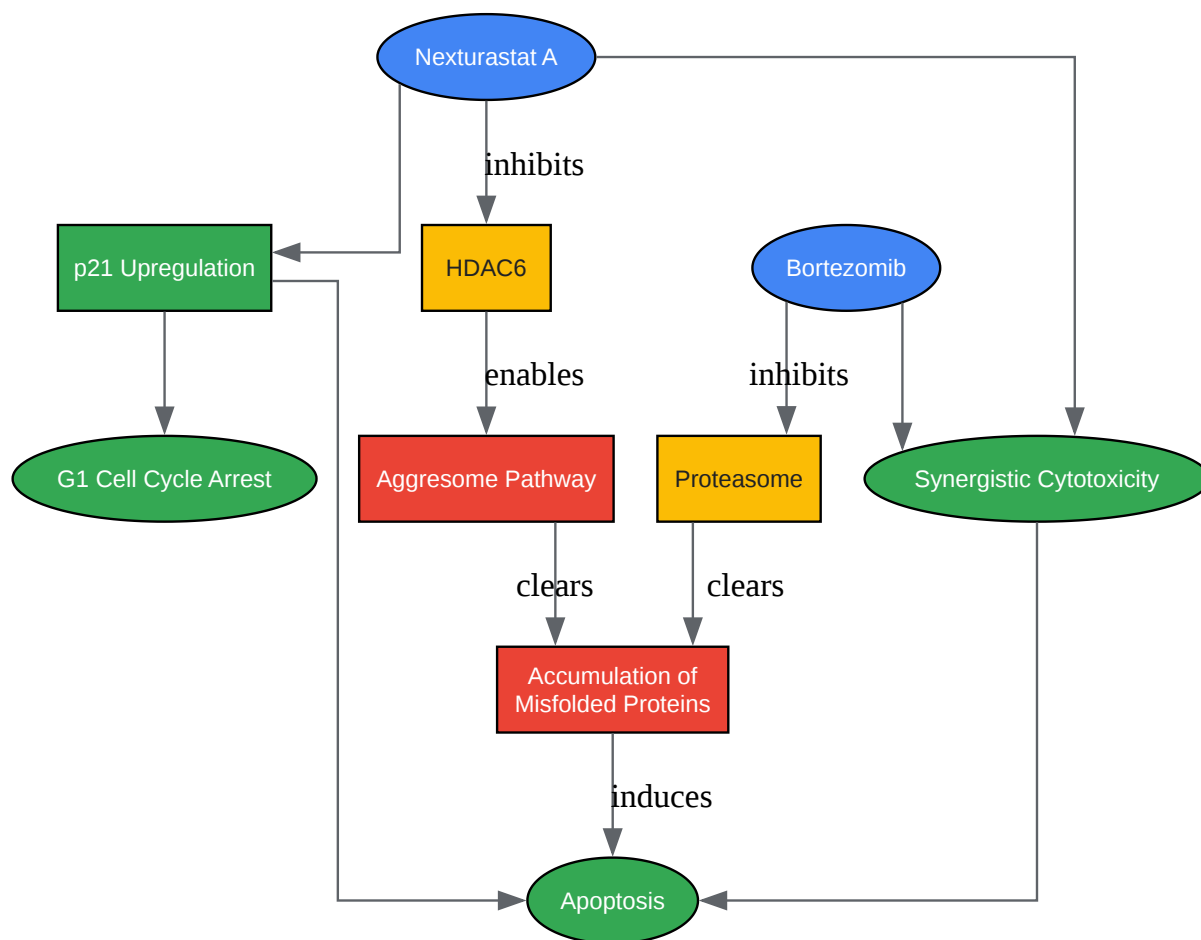 Nexturastat A
inhibits
p21 Upregulation
HDAC6
Bortezomib
enables
inhibits
G1 Cell Cycle Arrest
Aggresome Pathway
Proteasome
Synergistic Cytotoxicity
clears
clears
Accumulation of
Misfolded Proteins
induces
Apoptosis